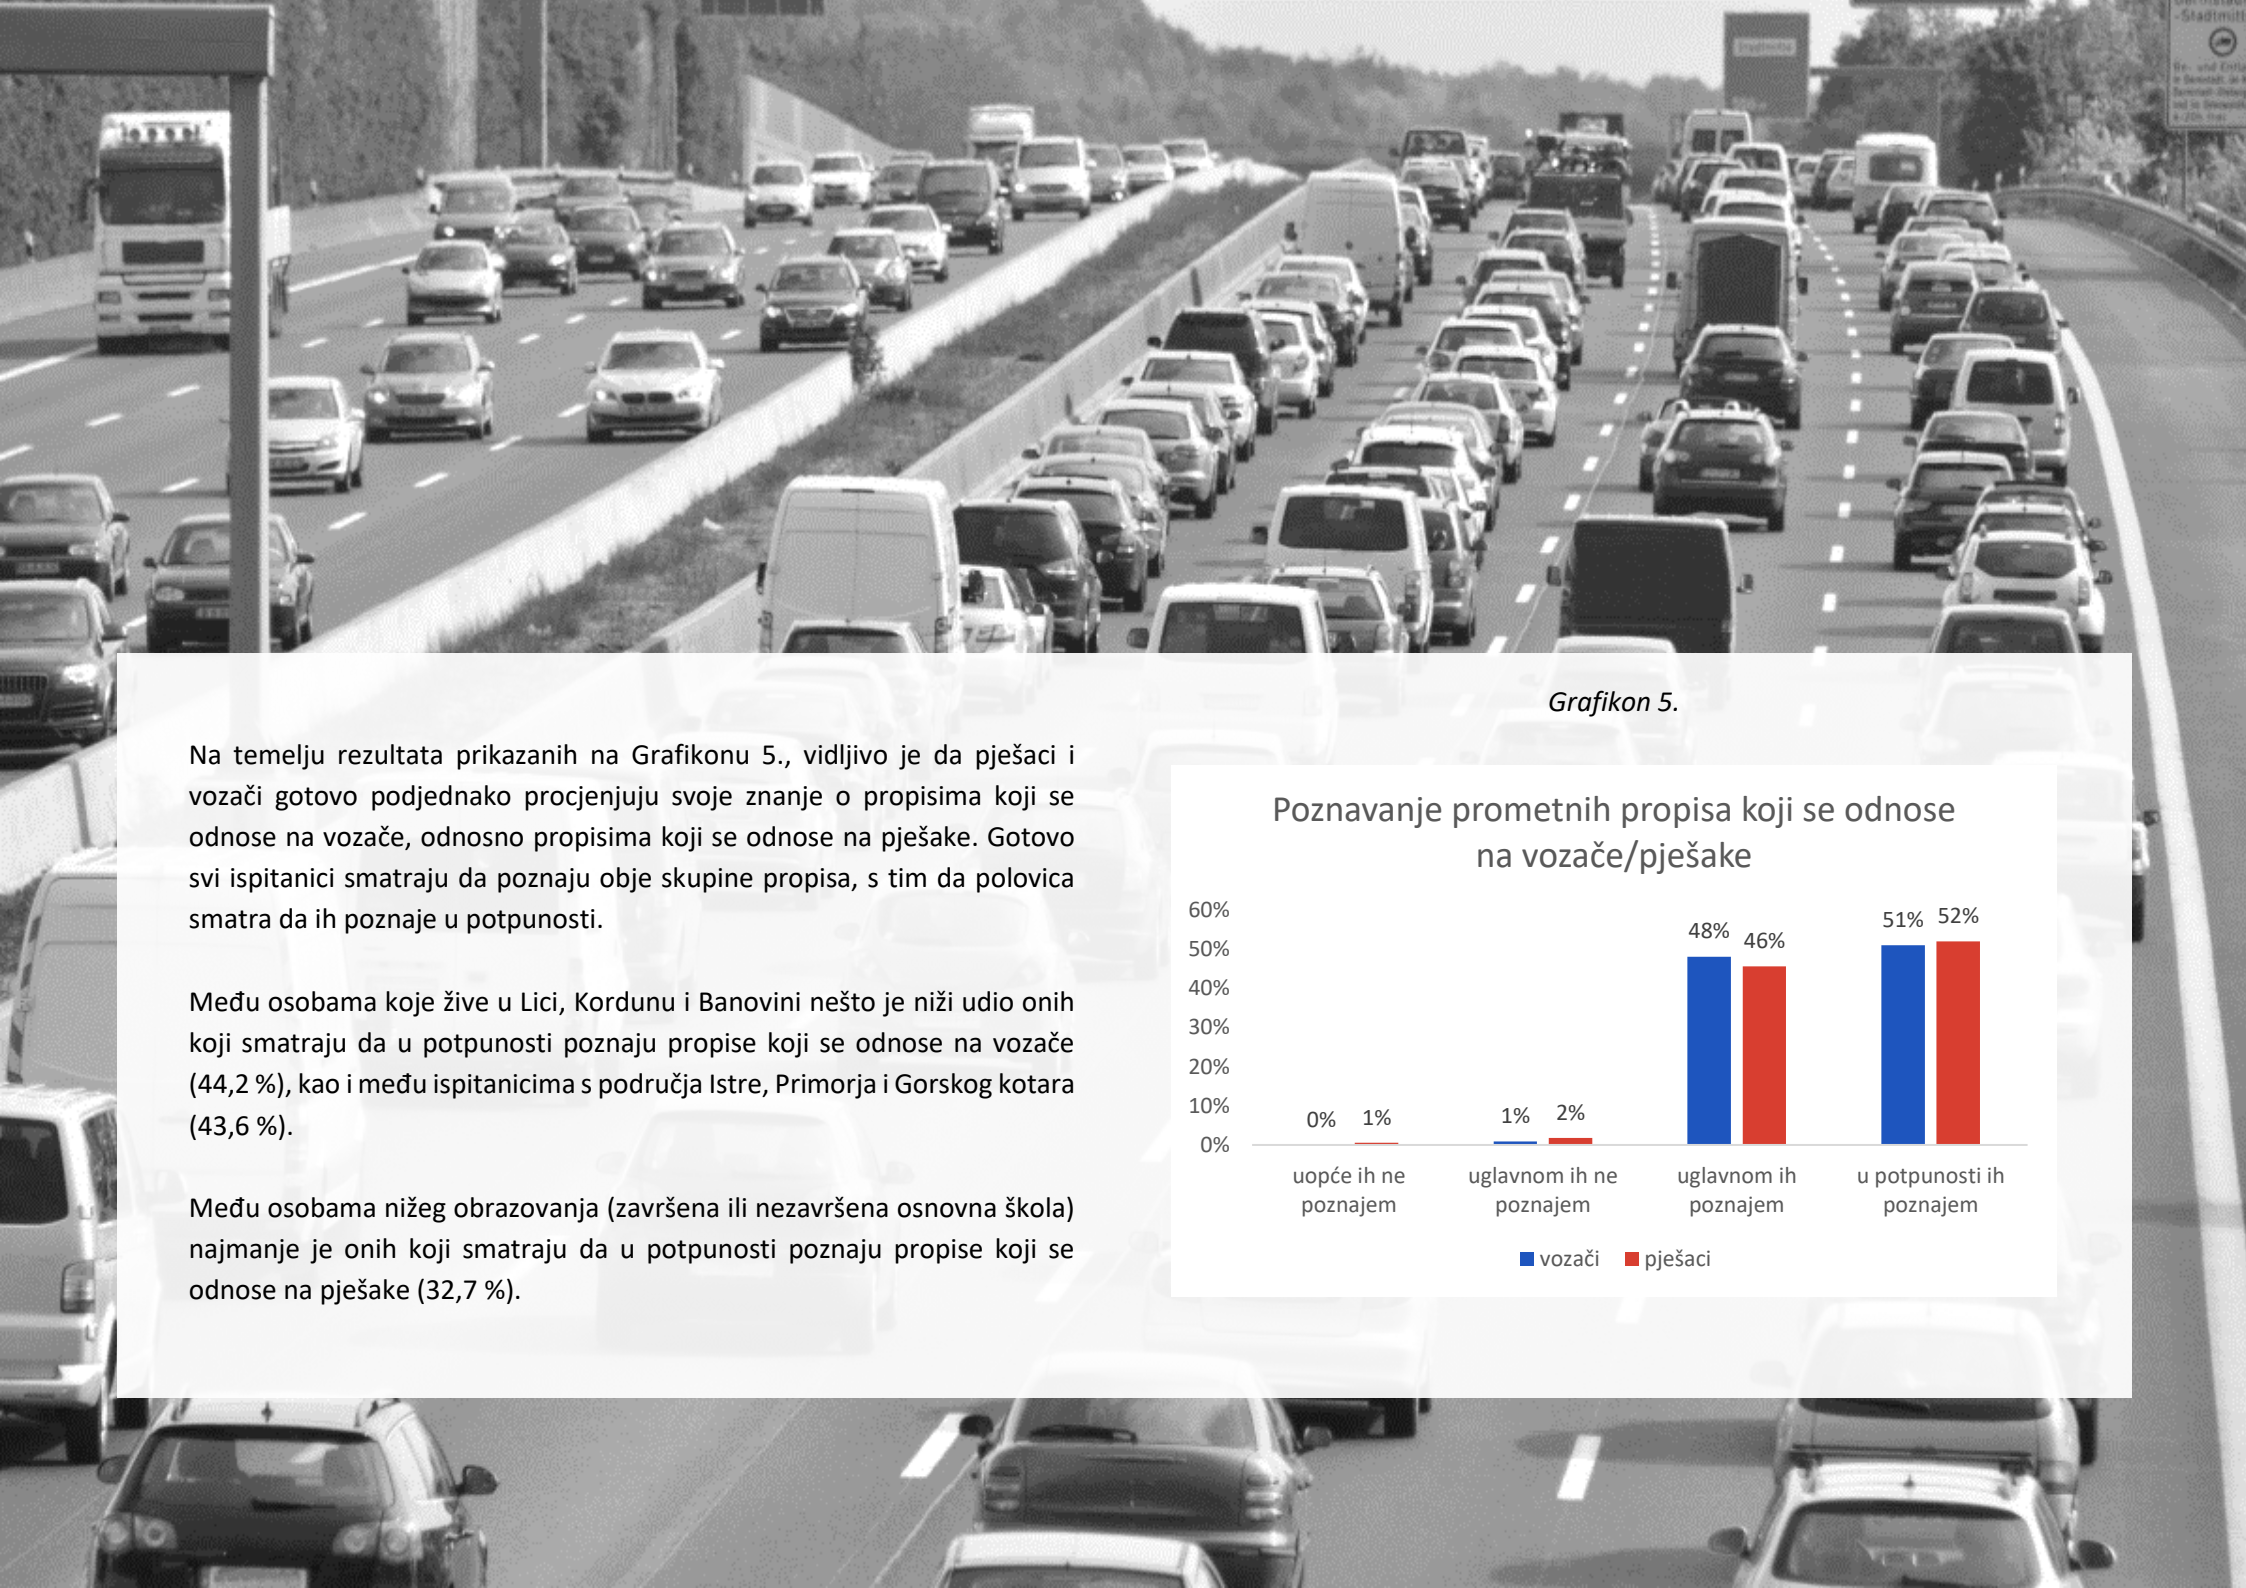 Grafikon 5.
Na temelju rezultata prikazanih na Grafikonu 5., vidljivo je da pješaci i
vozači gotovo podjednako procjenjuju svoje znanje o propisima koji se
odnose na vozače, odnosno propisima koji se odnose na pješake. Gotovo
svi ispitanici smatraju da poznaju obje skupine propisa, s tim da polovica
smatra da ih poznaje u potpunosti.
Među osobama koje žive u Lici, Kordunu i Banovini nešto je niži udio onih
koji smatraju da u potpunosti poznaju propise koji se odnose na vozače
(44,2 %), kao i među ispitanicima s područja Istre, Primorja i Gorskog kotara
(43,6 %).
Među osobama nižeg obrazovanja (završena ili nezavršena osnovna škola)
najmanje je onih koji smatraju da u potpunosti poznaju propise koji se
odnose na pješake (32,7 %).
Poznavanje prometnih propisa koji se odnose
na vozače/pješake
60%
50%
40%
30%
20%
10%
0%
0% 1%
1% 2%
48% 46%
51% 52%
uopće ih ne
poznajem
uglavnom ih ne
poznajem
uglavnom ih
poznajem
u potpunosti ih
poznajem
vozači pješaci
-Stadtmitt